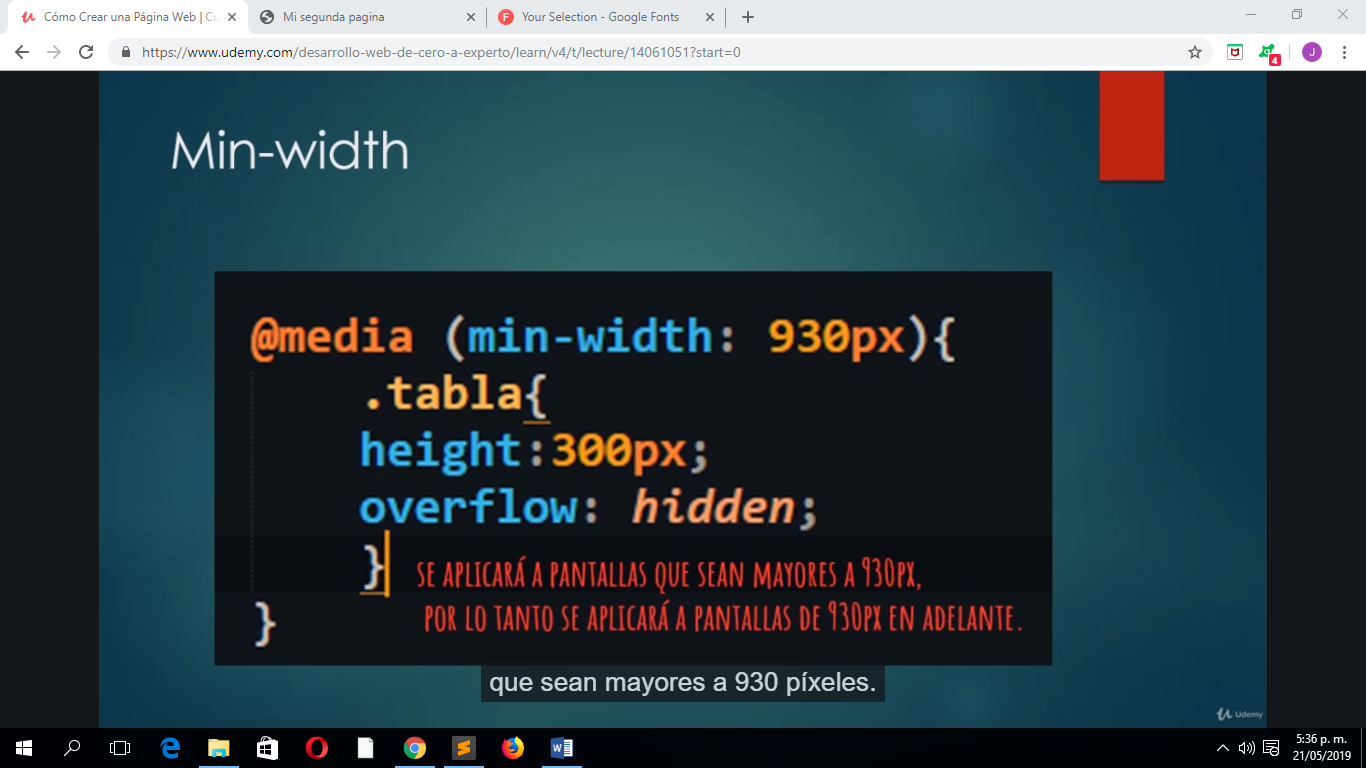 Cómo Crear una Página Web | Cu
Mi segunda pagina
F
Your Selection - Google Fonts
https://www.udemy.com/desarrollo-web-de-cero-a-experto/learn/v4/t/lecture/14061051?start=0
4
J
Min-width
@media (min-width: 930px){
.tabla{
height:300px;
overflow: hidden;
}
SE APLICARÁ A PANTALLAS QUE SEAN MAYORES A 930PX,
}
POR LO TANTO SE APLICARÁ A PANTALLAS DE 930PX EN ADELANTE.
que sean mayores a 930 píxeles.
Udemy
5:36 p. m.
21/05/2019